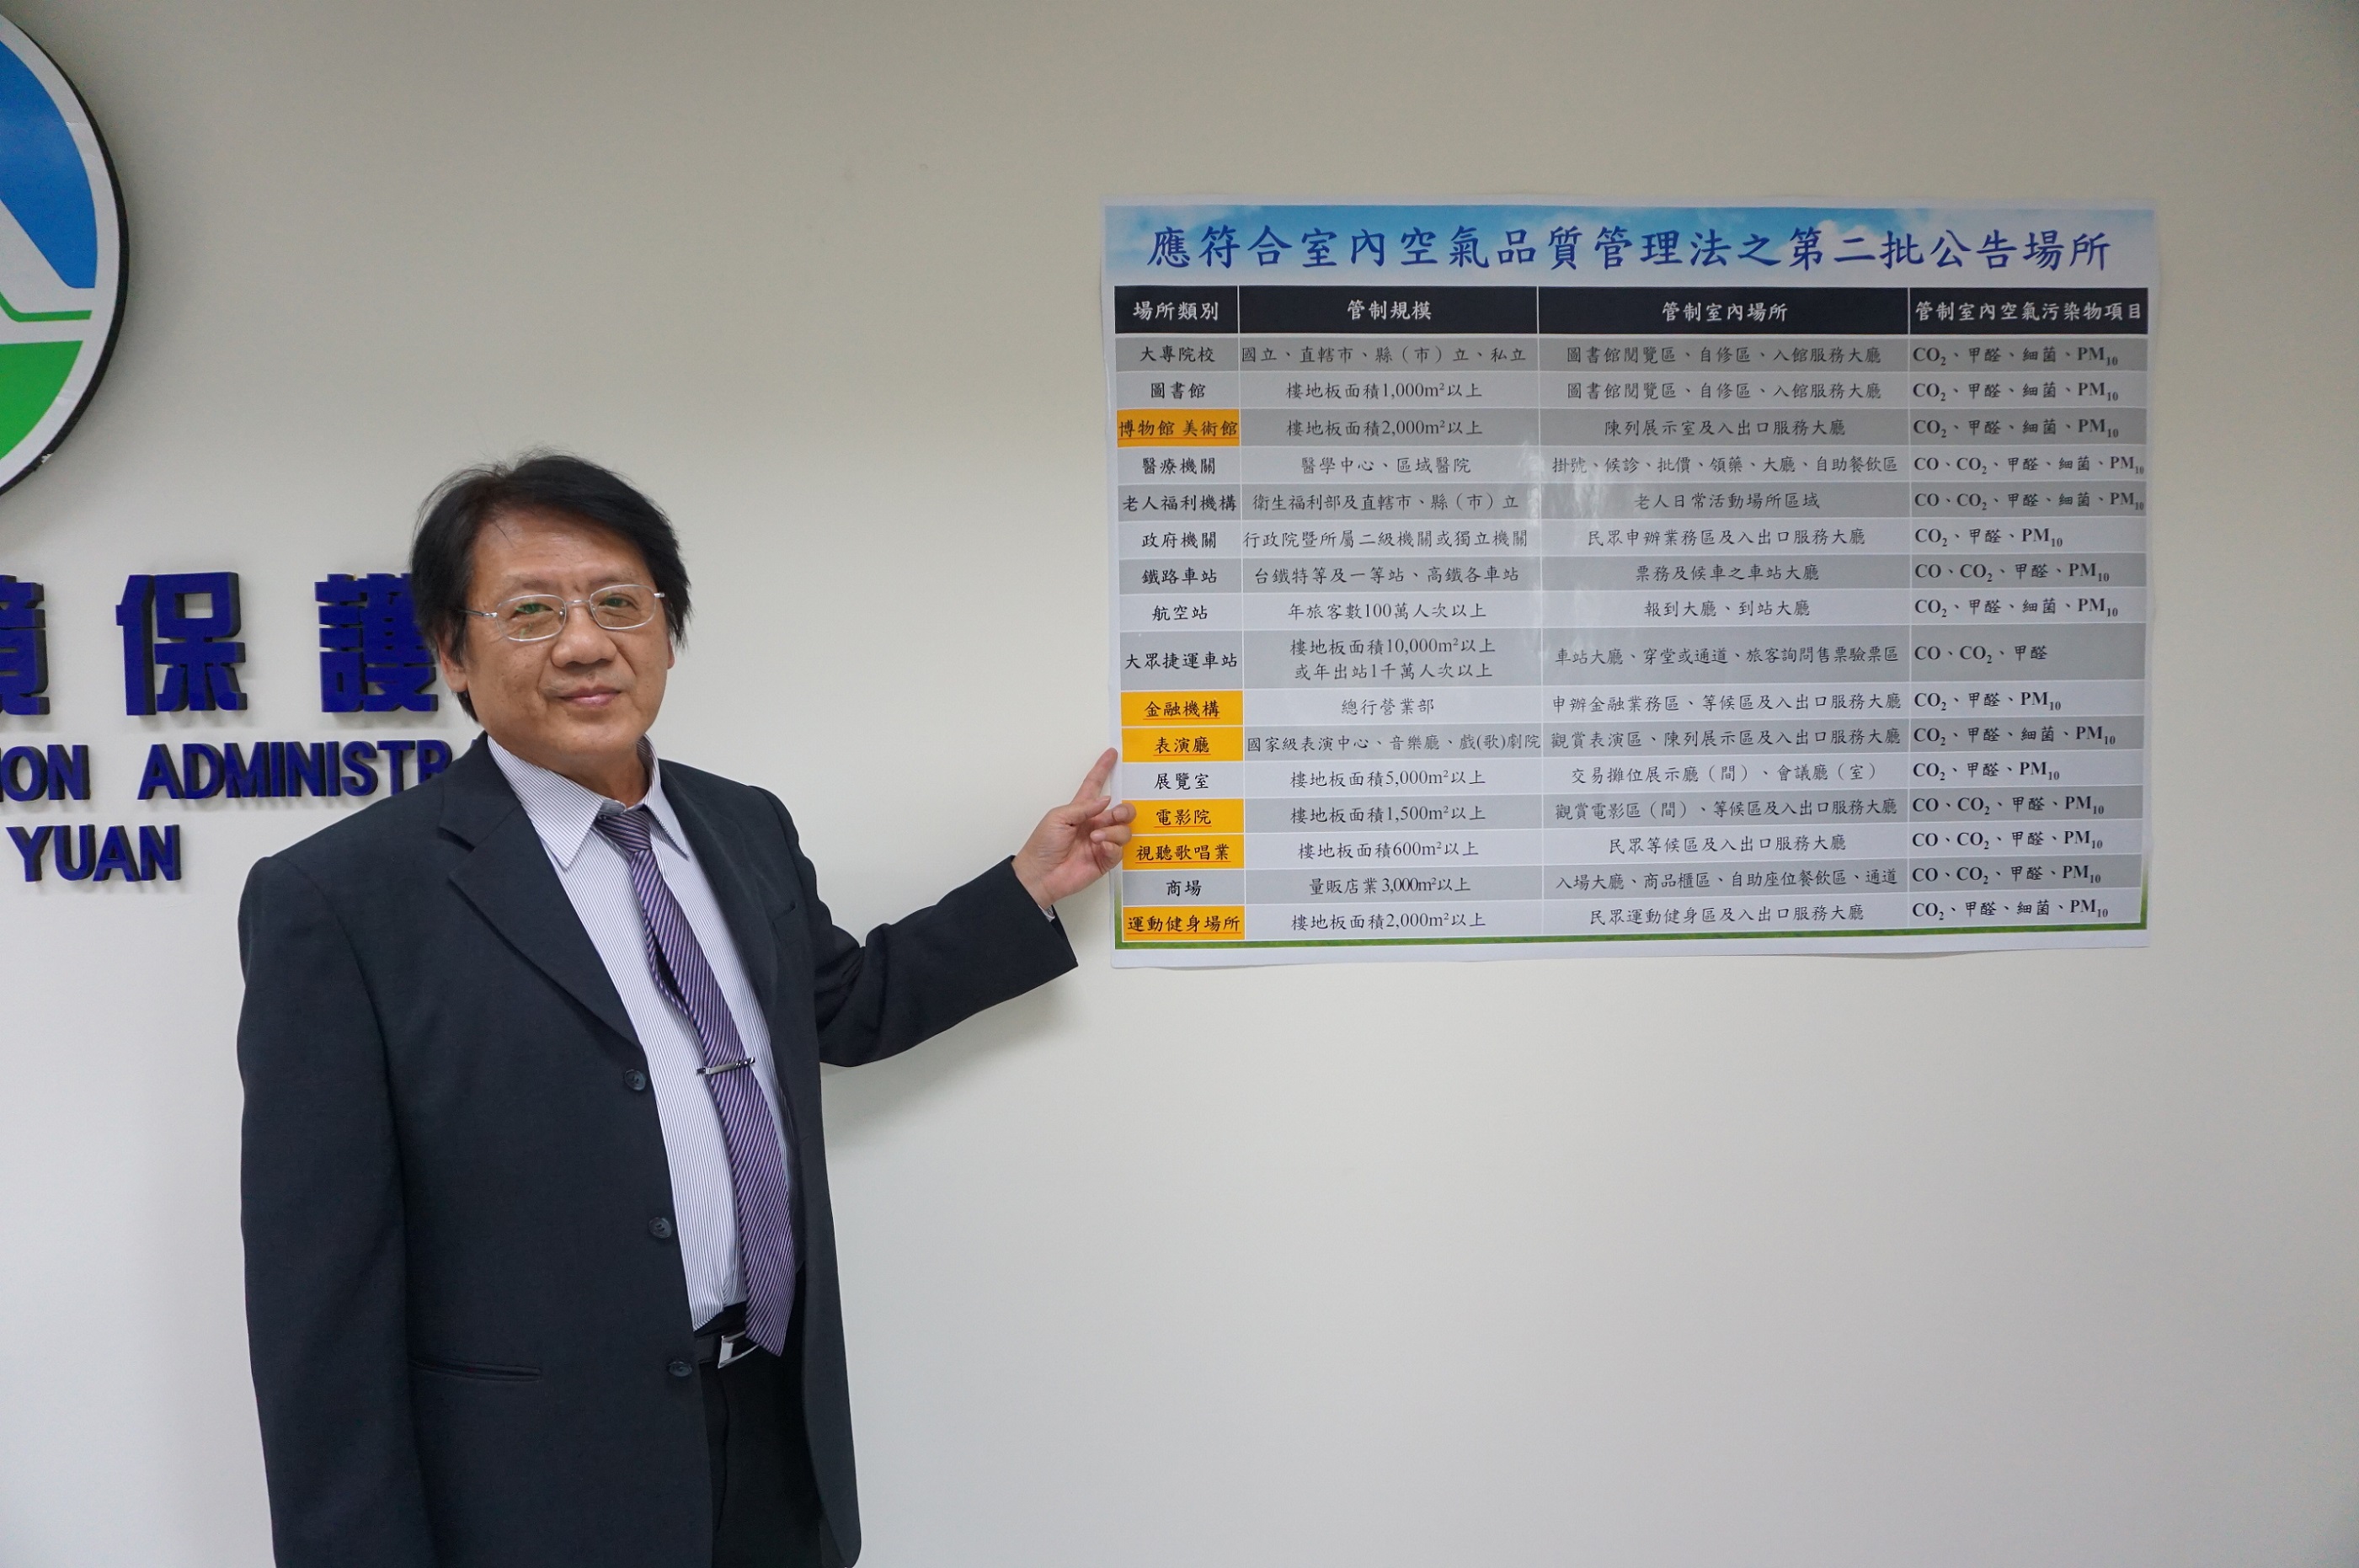 保護
ION ADMINISTR
YUAN
應符合室內空氣品質管理法之第二批公告場所
場所類別 管制規模 管制室內場所 管制室內空氣污染物項目
大專院校 國立、直轄市、縣（市）立、私立 圖書館閱覽區、自修區、入館服務大廳 CO₂、甲醛、細菌、PM₁₀
圖書館 樓地板面積1,000m²以上 圖書館閱覽區、自修區、入館服務大廳 CO₂、甲醛、細菌、PM₁₀
博物館 美術館 樓地板面積2,000m²以上 陳列展示室及入出口服務大廳 CO₂、甲醛、細菌、PM₁₀
醫療機關 醫學中心、區域醫院 掛號、候診、批價、領藥、大廳、自助餐飲區 CO、CO₂、甲醛、細菌、PM₁₀
老人福利機構 衛生福利部及直轄市、縣（市）立 老人日常活動場所區域 CO、CO₂、甲醛、細菌、PM₁₀
政府機關 行政院暨所屬二級機關或獨立機關 民眾申辦業務區及入出口服務大廳 CO₂、甲醛、PM₁₀
鐵路車站 台鐵特等及一等站、高鐵各車站 票務及候車之車站大廳 CO、CO₂、甲醛、PM₁₀
航空站 年旅客數100萬人次以上 報到大廳、到站大廳 CO₂、甲醛、細菌、PM₁₀
大眾捷運車站 樓地板面積10,000m²以上 或年出站1千萬人次以上 車站大廳、穿堂或通道、旅客詢問售票驗票區 CO、CO₂、甲醛
金融機構 總行營業部 申辦金融業務區、等候區及入出口服務大廳 CO₂、甲醛、PM₁₀
表演廳 國家級表演中心、音樂廳、戲(歌)劇院 觀賞表演區、陳列展示區及入出口服務大廳 CO₂、甲醛、細菌、PM₁₀
展覽室 樓地板面積5,000m²以上 交易攤位展示廳（間）、會議廳（室） CO₂、甲醛、PM₁₀
電影院 樓地板面積1,500m²以上 觀賞電影區（間）、等候區及入出口服務大廳 CO、CO₂、甲醛、PM₁₀
視聽歌唱業 樓地板面積600m²以上 民眾等候區及入出口服務大廳 CO、CO₂、甲醛、PM₁₀
商場 量販店業3,000m²以上 入場大廳、商品櫃區、自助座位餐飲區、通道 CO、CO₂、甲醛、PM₁₀
運動健身場所 樓地板面積2,000m²以上 民眾運動健身區及入出口服務大廳 CO₂、甲醛、細菌、PM₁₀